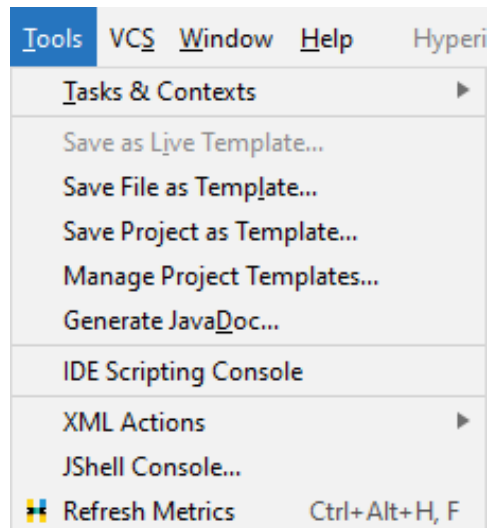 Tools VCS Window Help Hyperi
Tasks & Contexts
Save as Live Template...
Save File as Template...
Save Project as Template...
Manage Project Templates...
Generate JavaDoc...
IDE Scripting Console
XML Actions
JShell Console...
Refresh Metrics Ctrl+Alt+H, F